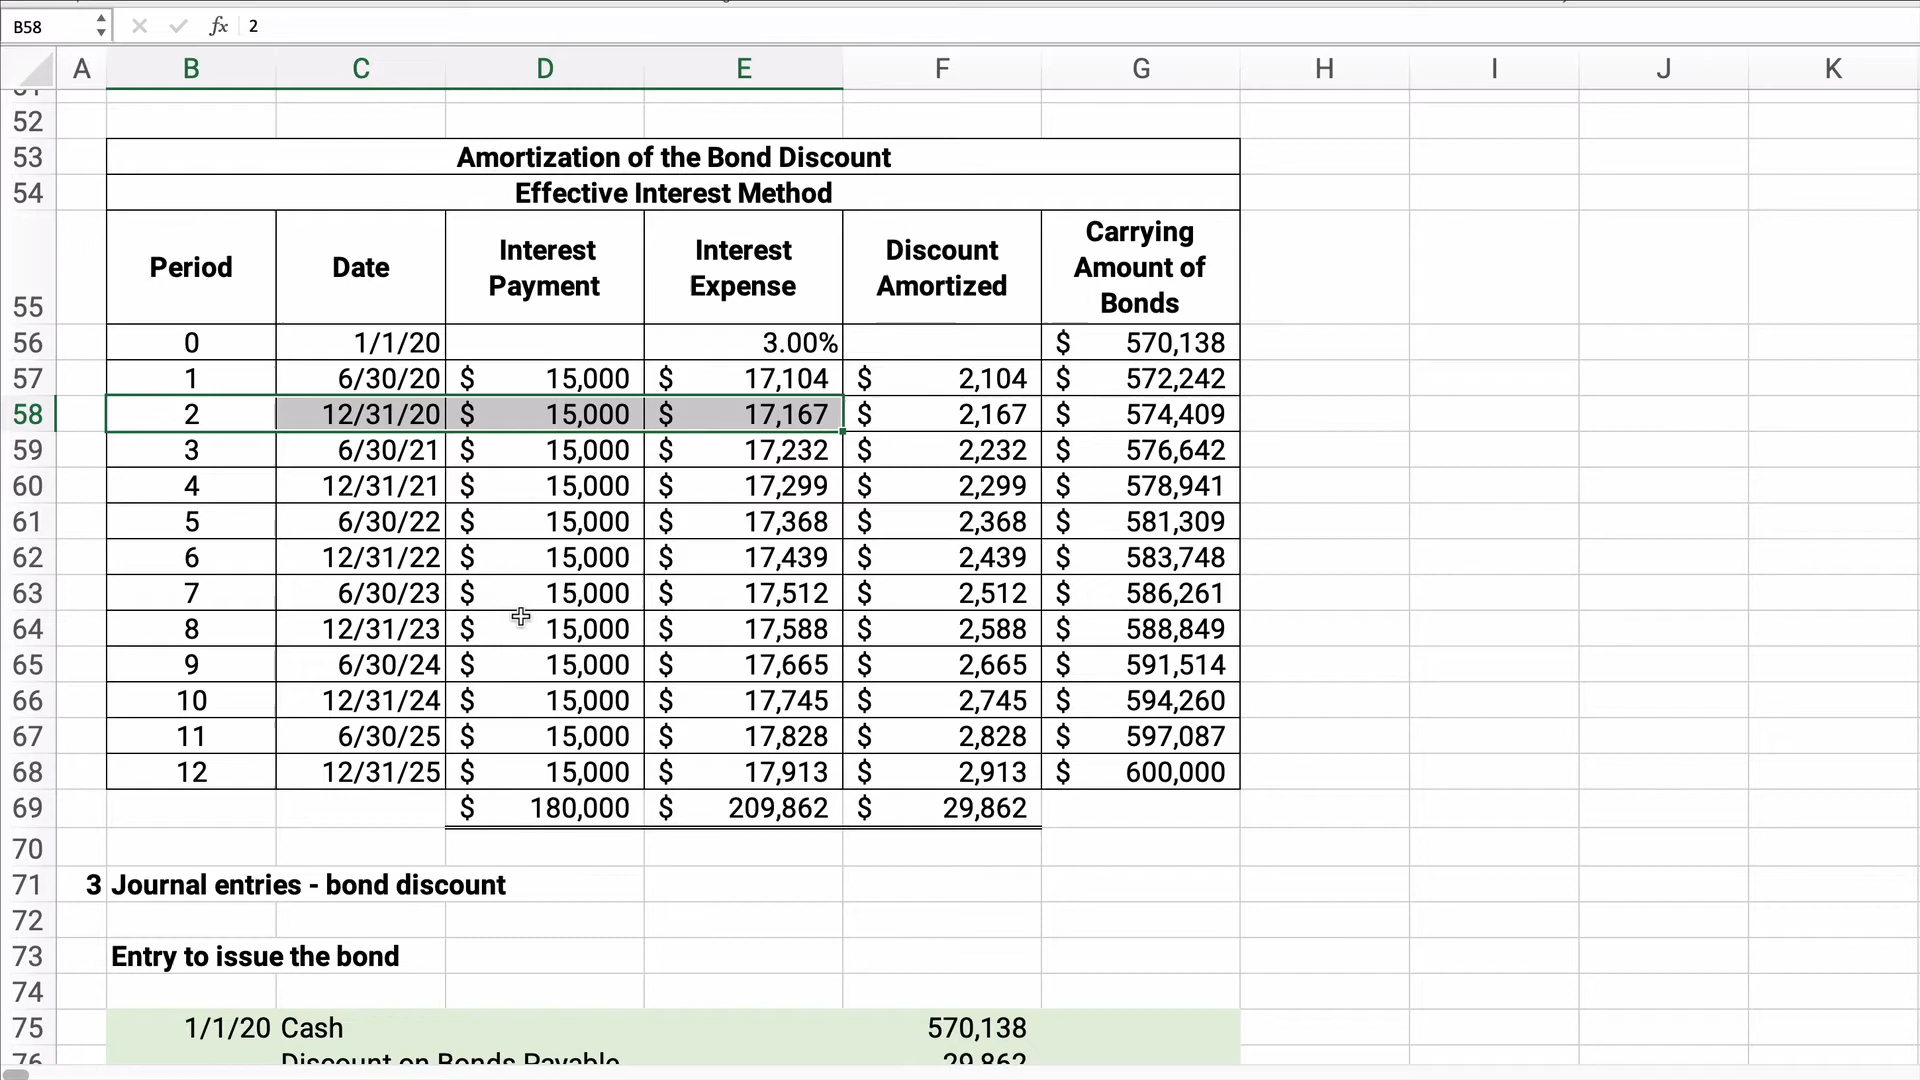 B58 fx 2
A B C D E F G H I J K
52
53 Amortization of the Bond Discount
54 Effective Interest Method
55 Period Date Interest Payment Interest Expense Discount Amortized Carrying Amount of Bonds
56 0 1/1/20 3.00% $ 570,138
57 1 6/30/20 $ 15,000 $ 17,104 $ 2,104 $ 572,242
58 2 12/31/20 $ 15,000 $ 17,167 $ 2,167 $ 574,409
59 3 6/30/21 $ 15,000 $ 17,232 $ 2,232 $ 576,642
60 4 12/31/21 $ 15,000 $ 17,299 $ 2,299 $ 578,941
61 5 6/30/22 $ 15,000 $ 17,368 $ 2,368 $ 581,309
62 6 12/31/22 $ 15,000 $ 17,439 $ 2,439 $ 583,748
63 7 6/30/23 $ 15,000 $ 17,512 $ 2,512 $ 586,261
64 8 12/31/23 $ 15,000 $ 17,588 $ 2,588 $ 588,849
65 9 6/30/24 $ 15,000 $ 17,665 $ 2,665 $ 591,514
66 10 12/31/24 $ 15,000 $ 17,745 $ 2,745 $ 594,260
67 11 6/30/25 $ 15,000 $ 17,828 $ 2,828 $ 597,087
68 12 12/31/25 $ 15,000 $ 17,913 $ 2,913 $ 600,000
69 $ 180,000 $ 209,862 $ 29,862
70
71 3 Journal entries - bond discount
72
73 Entry to issue the bond
74
75 1/1/20 Cash 570,138
76 Discount on Bonds Payable 29,862